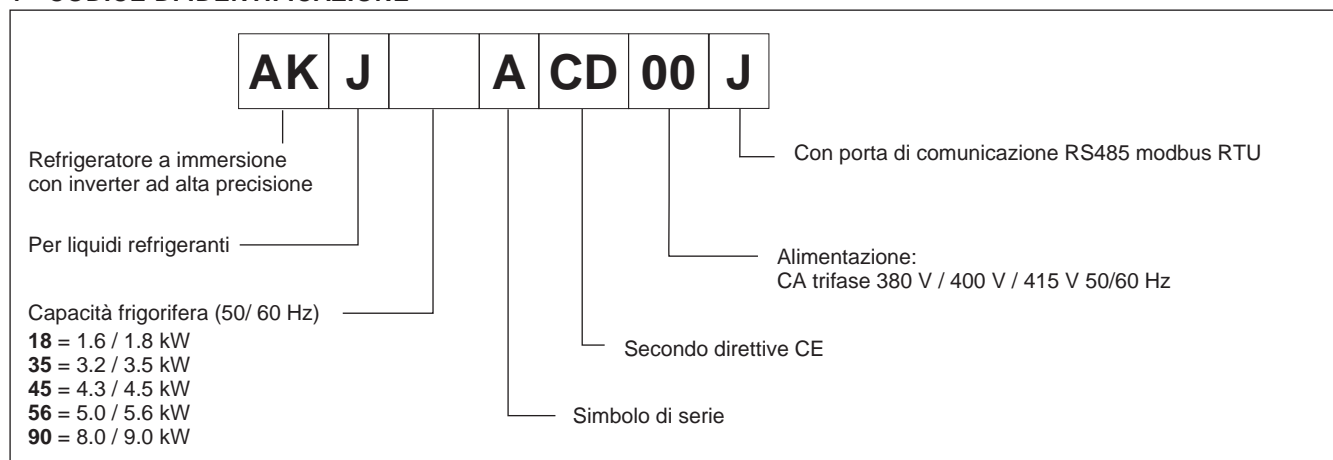 AK J A CD 00 J
Refrigeratore a immersione
con inverter ad alta precisione
Con porta di comunicazione RS485 modbus RTU
Per liquidi refrigeranti
Alimentazione:
CA trifase 380 V / 400 V / 415 V 50/60 Hz
Capacità frigorifera (50/ 60 Hz)
18 = 1.6 / 1.8 kW
35 = 3.2 / 3.5 kW
45 = 4.3 / 4.5 kW
56 = 5.0 / 5.6 kW
90 = 8.0 / 9.0 kW
Secondo direttive CE
Simbolo di serie